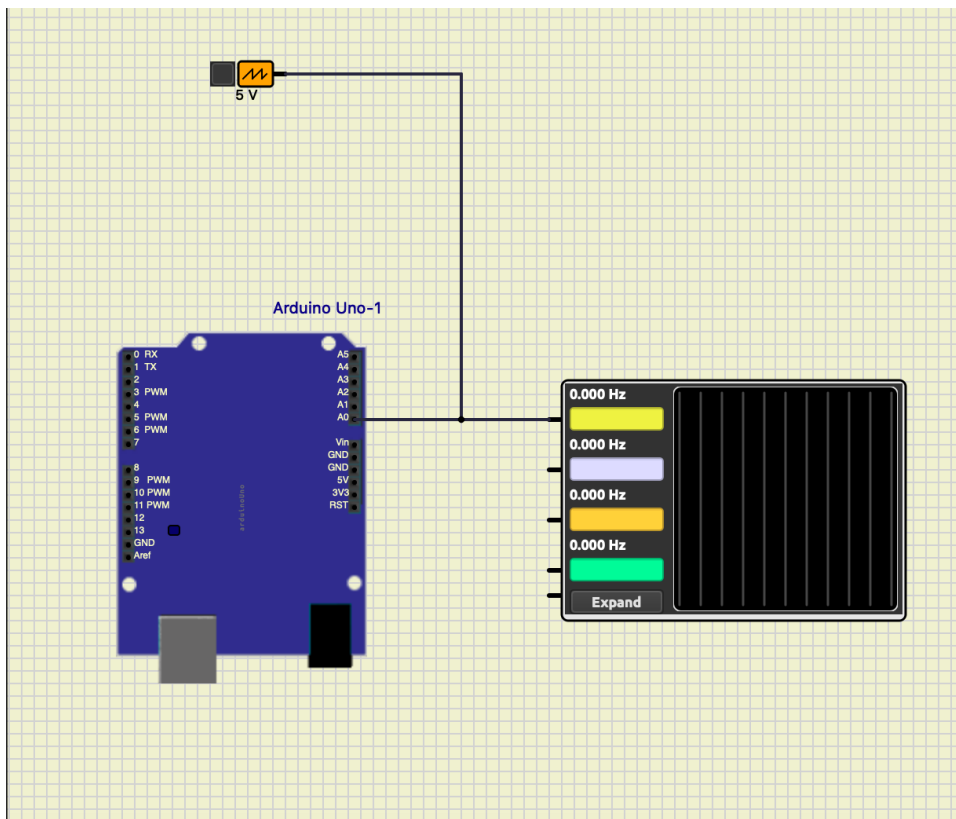 5 V
Arduino Uno-1
0 RX
1 TX
2
3 PWM
4
5 PWM
6 PWM
7
8
9 PWM
10 PWM
11 PWM
12
13
GND
Aref
arduinoUno
A5
A4
A3
A2
A1
A0
Vin
GND
GND
5V
3V3
RST
0.000 Hz
0.000 Hz
0.000 Hz
0.000 Hz
Expand